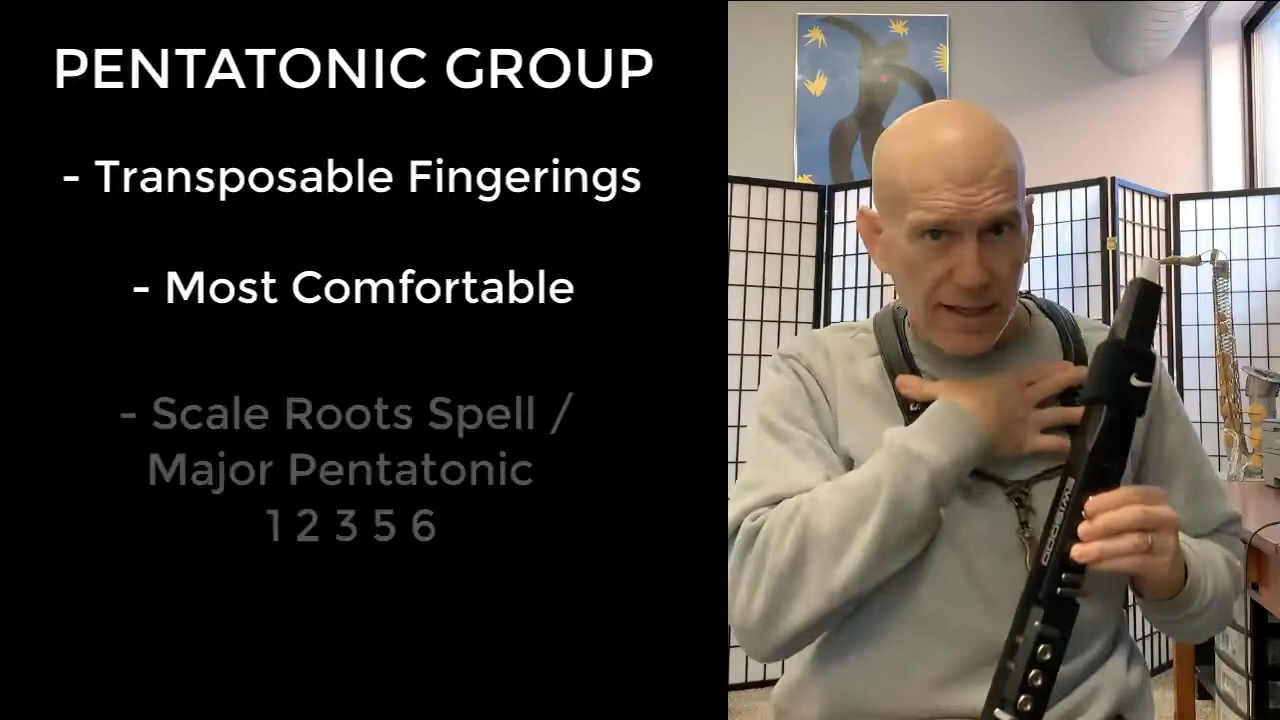 PENTATONIC GROUP
- Transposable Fingerings
- Most Comfortable
- Scale Roots Spell /
Major Pentatonic
1 2 3 5 6